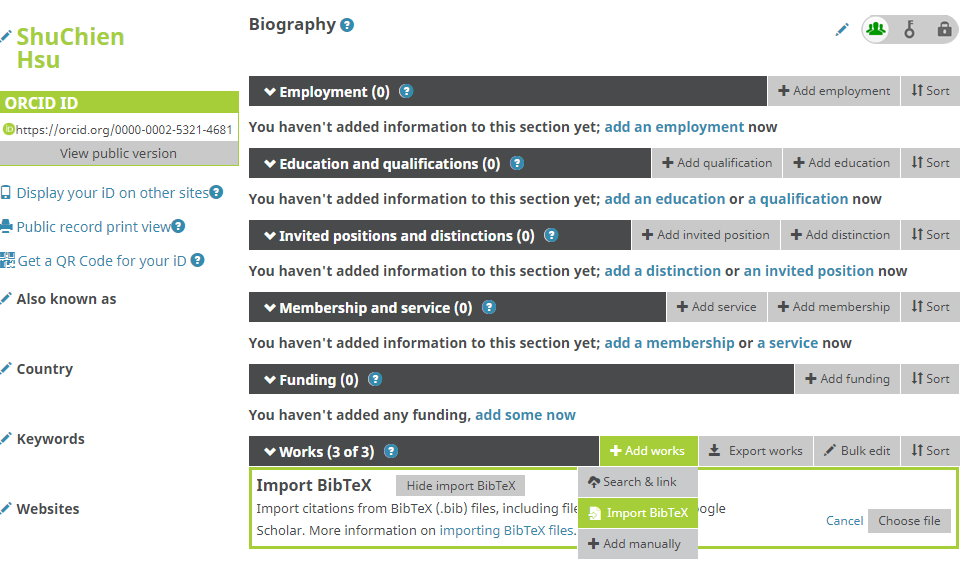 ShuChien
Hsu
ORCID ID
iD https://orcid.org/0000-0002-5321-4681
View public version
Display your iD on other sites ?
Public record print view ?
Get a QR Code for your iD ?
Also known as
Country
Keywords
Websites
Biography ?
Employment (0) ? Add employment Sort
You haven't added information to this section yet; add an employment now
Education and qualifications (0) ? Add qualification Add education Sort
You haven't added information to this section yet; add an education or a qualification now
Invited positions and distinctions (0) ? Add invited position Add distinction Sort
You haven't added information to this section yet; add a distinction or an invited position now
Membership and service (0) ? Add service Add membership Sort
You haven't added information to this section yet; add a membership or a service now
Funding (0) ? Add funding Sort
You haven't added any funding, add some now
Works (3 of 3) ? Add works Export works Bulk edit Sort
Import BibTeX Hide import BibTeX Search & link
Import citations from BibTeX (.bib) files, including file Import BibTeX ogle
Scholar. More information on importing BibTeX files. Cancel Choose file
Add manually